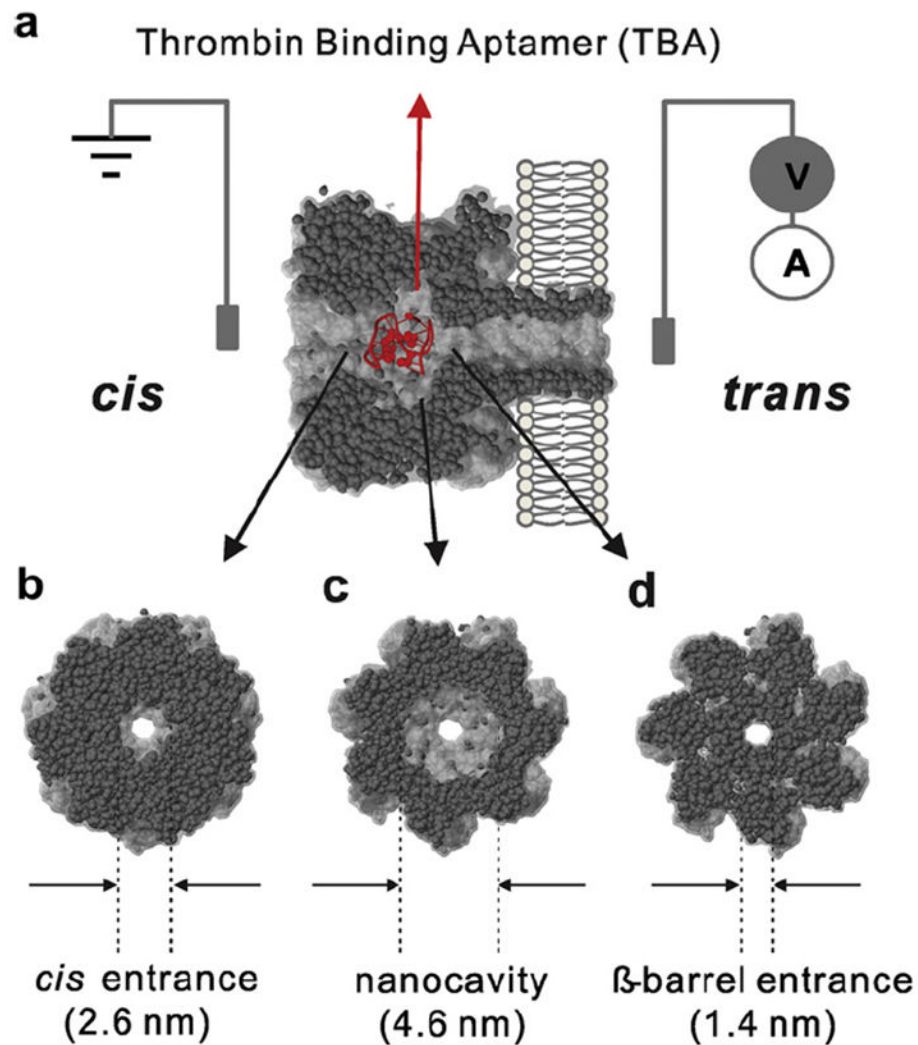 a
Thrombin Binding Aptamer (TBA)
V
A
cis
trans
b
c
d
cis entrance
(2.6 nm)
nanocavity
(4.6 nm)
ß-barrel entrance
(1.4 nm)